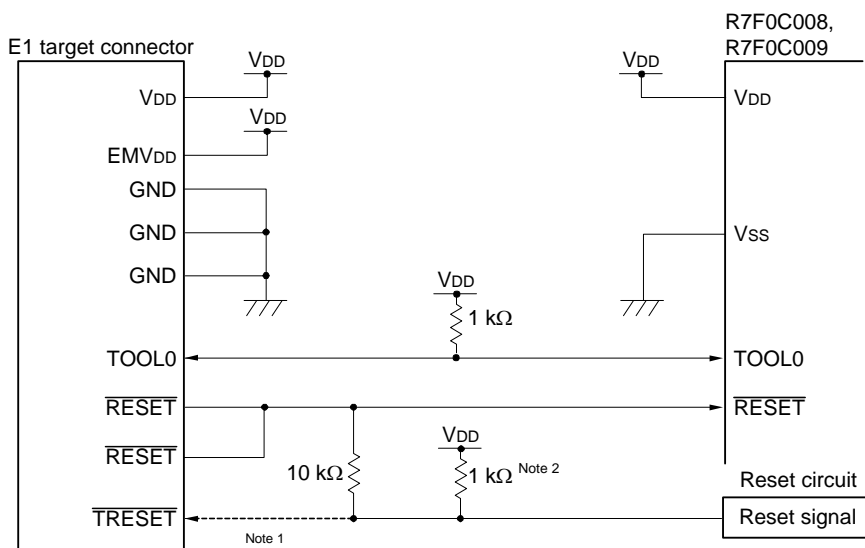 R7F0C008,
R7F0C009
E1 target connector
VDD
VDD
VDD
VDD
VDD
EMVDD
GND
GND
GND
VSS
VDD
1 kΩ
TOOL0
TOOL0
RESET
RESET
RESET
VDD
10 kΩ
1 kΩ Note 2
Reset circuit
TRESET
Reset signal
Note 1